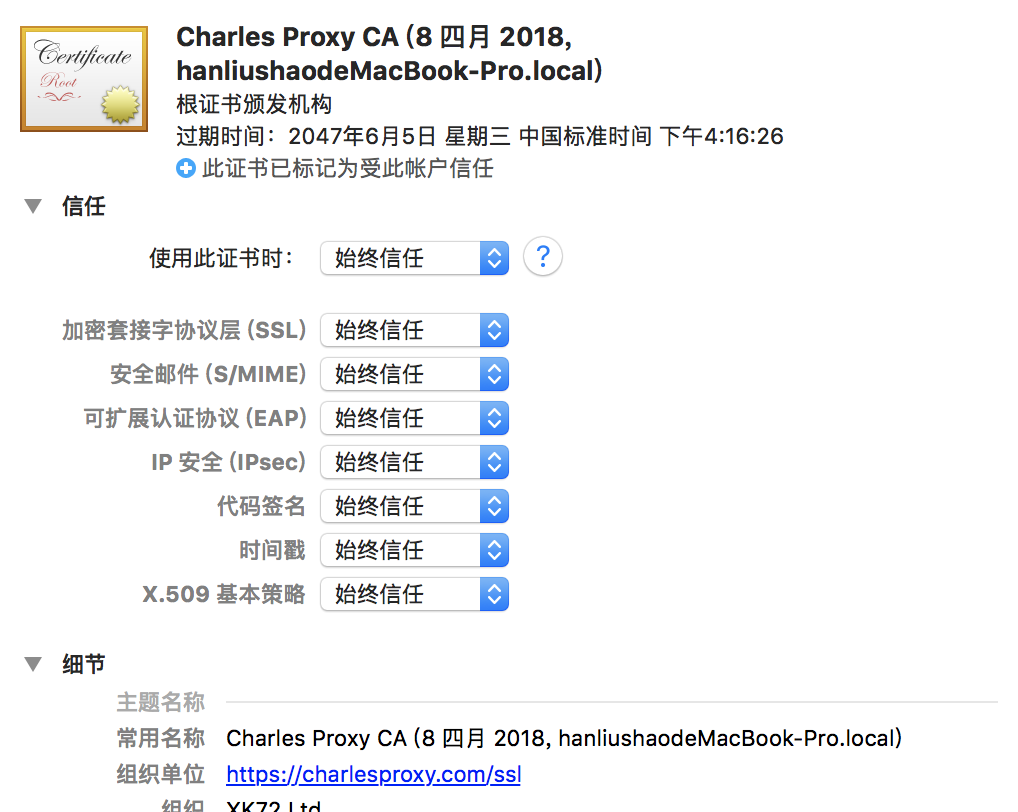 Certificate
Root
Charles Proxy CA (8 四月 2018,
hanliushaodeMacBook-Pro.local)
根证书颁发机构
过期时间：2047年6月5日 星期三 中国标准时间 下午4:16:26
此证书已标记为受此帐户信任
信任
使用此证书时： 始终信任 ?
加密套接字协议层 (SSL) 始终信任
安全邮件 (S/MIME) 始终信任
可扩展认证协议 (EAP) 始终信任
IP 安全 (IPsec) 始终信任
代码签名 始终信任
时间戳 始终信任
X.509 基本策略 始终信任
细节
主题名称
常用名称 Charles Proxy CA (8 四月 2018, hanliushaodeMacBook-Pro.local)
组织单位 https://charlesproxy.com/ssl
组织 XK72 Ltd